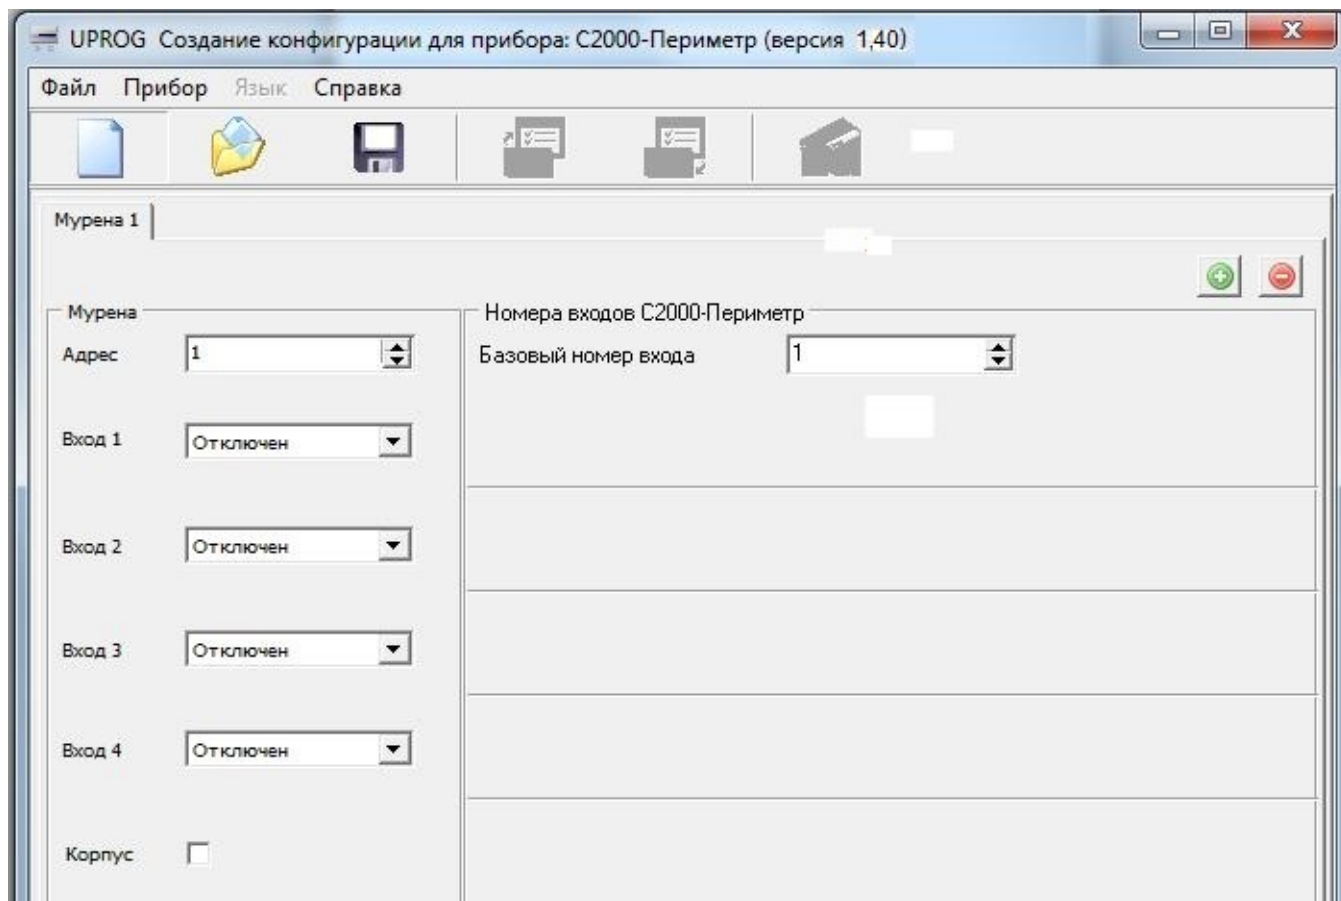 UPROG Создание конфигурации для прибора: С2000-Периметр (версия 1,40)
Файл Прибор Язык Справка
Мурена 1
Мурена
Номера входов С2000-Периметр
Адрес 1
Базовый номер входа 1
Вход 1 Отключен
Вход 2 Отключен
Вход 3 Отключен
Вход 4 Отключен
Корпус